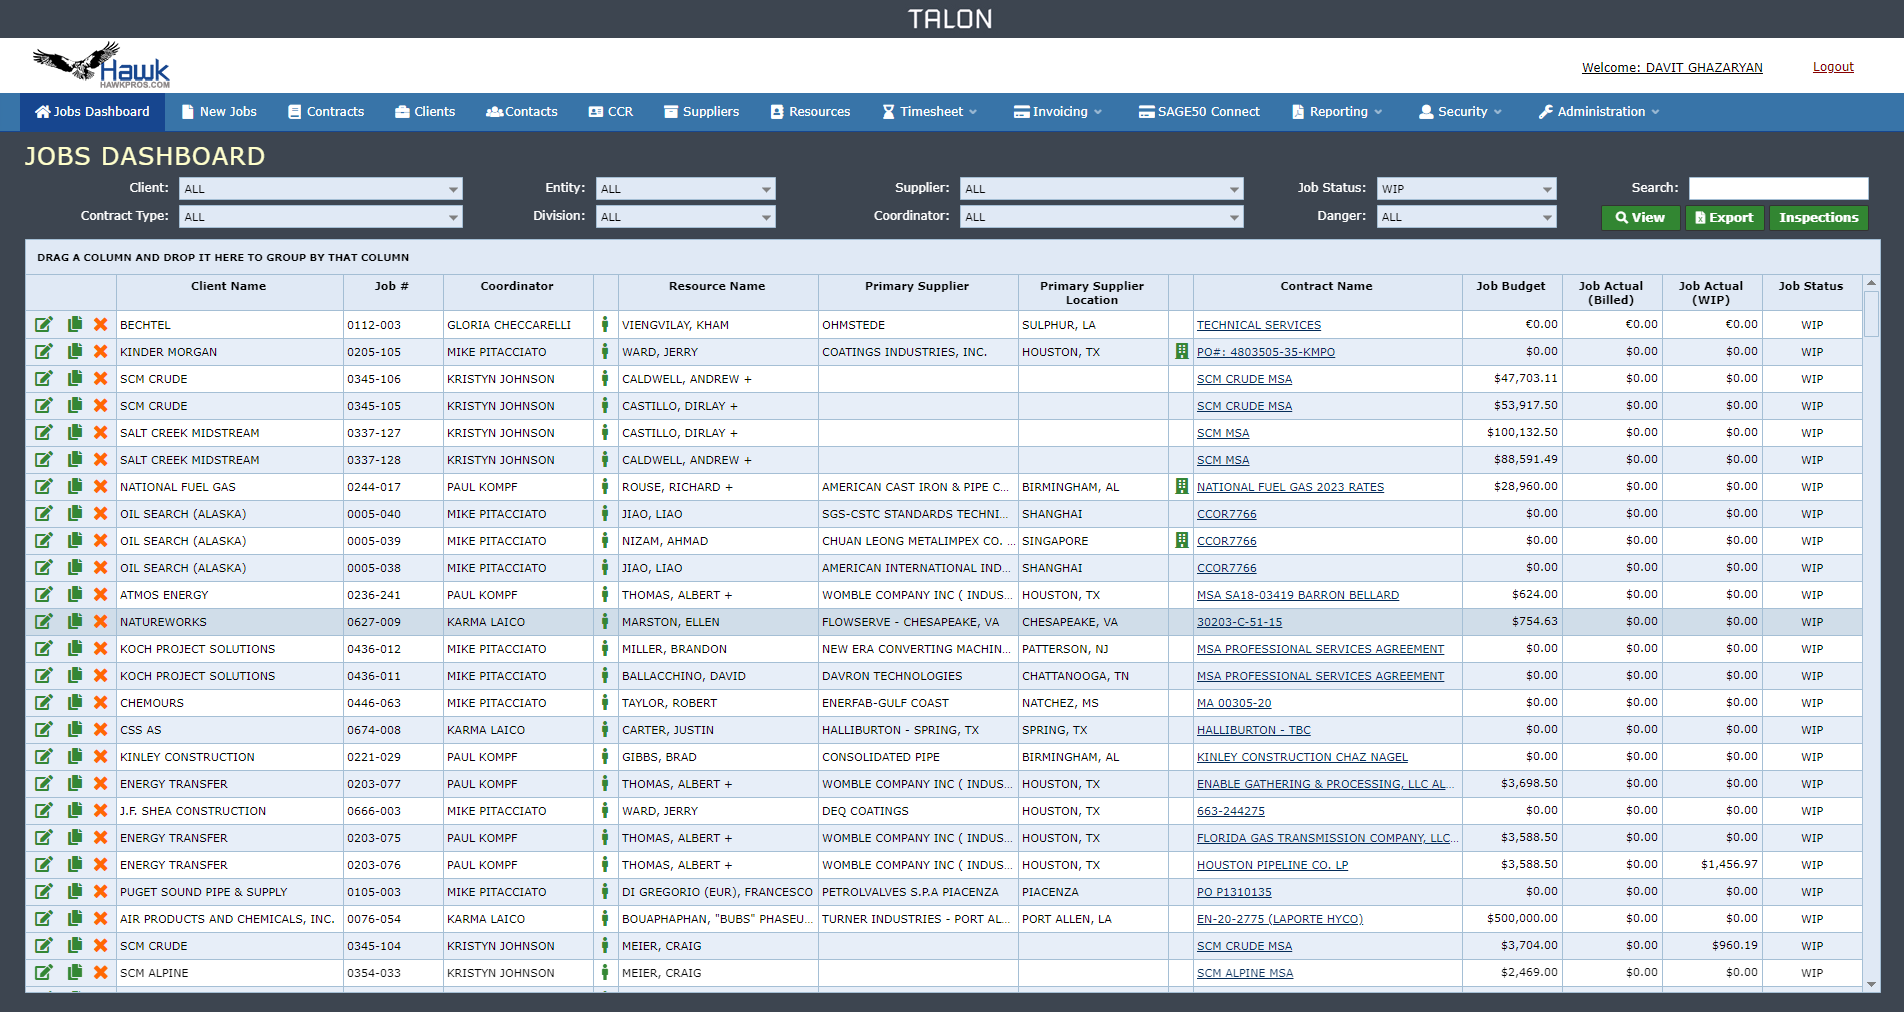 TALON
Hawk
HAWKPROS.COM
Welcome: DAVIT GHAZARYAN Logout
Jobs Dashboard New Jobs Contracts Clients Contacts CCR Suppliers Resources Timesheet Invoicing SAGE50 Connect Reporting Security Administration
JOBS DASHBOARD
Client: ALL Entity: ALL Supplier: ALL Job Status: WIP Search:
Contract Type: ALL Division: ALL Coordinator: ALL Danger: ALL View Export Inspections
DRAG A COLUMN AND DROP IT HERE TO GROUP BY THAT COLUMN
Client Name Job # Coordinator Resource Name Primary Supplier Primary Supplier Location Contract Name Job Budget Job Actual (Billed) Job Actual (WIP) Job Status
BECHTEL 0112-003 GLORIA CHECCARELLI VIENGVILAY, KHAM OHMSTEDE SULPHUR, LA TECHNICAL SERVICES €0.00 €0.00 €0.00 WIP
KINDER MORGAN 0205-105 MIKE PITACCIATO WARD, JERRY COATINGS INDUSTRIES, INC. HOUSTON, TX PO#: 4803505-35-KMPO $0.00 $0.00 $0.00 WIP
SCM CRUDE 0345-106 KRISTYN JOHNSON CALDWELL, ANDREW + SCM CRUDE MSA $47,703.11 $0.00 $0.00 WIP
SCM CRUDE 0345-105 KRISTYN JOHNSON CASTILLO, DIRLAY + SCM CRUDE MSA $53,917.50 $0.00 $0.00 WIP
SALT CREEK MIDSTREAM 0337-127 KRISTYN JOHNSON CASTILLO, DIRLAY + SCM MSA $100,132.50 $0.00 $0.00 WIP
SALT CREEK MIDSTREAM 0337-128 KRISTYN JOHNSON CALDWELL, ANDREW + SCM MSA $88,591.49 $0.00 $0.00 WIP
NATIONAL FUEL GAS 0244-017 PAUL KOMPF ROUSE, RICHARD + AMERICAN CAST IRON & PIPE C... BIRMINGHAM, AL NATIONAL FUEL GAS 2023 RATES $28,960.00 $0.00 $0.00 WIP
OIL SEARCH (ALASKA) 0005-040 MIKE PITACCIATO JIAO, LIAO SGS-CSTC STANDARDS TECHNI... SHANGHAI CCOR7766 $0.00 $0.00 $0.00 WIP
OIL SEARCH (ALASKA) 0005-039 MIKE PITACCIATO NIZAM, AHMAD CHUAN LEONG METALIMPEX CO. ... SINGAPORE CCOR7766 $0.00 $0.00 $0.00 WIP
OIL SEARCH (ALASKA) 0005-038 MIKE PITACCIATO JIAO, LIAO AMERICAN INTERNATIONAL IND... SHANGHAI CCOR7766 $0.00 $0.00 $0.00 WIP
ATMOS ENERGY 0236-241 PAUL KOMPF THOMAS, ALBERT + WOMBLE COMPANY INC ( INDUS... HOUSTON, TX MSA SA18-03419 BARRON BELLARD $624.00 $0.00 $0.00 WIP
NATUREWORKS 0627-009 KARMA LAICO MARSTON, ELLEN FLOWSERVE - CHESAPEAKE, VA CHESAPEAKE, VA 30203-C-51-15 $754.63 $0.00 $0.00 WIP
KOCH PROJECT SOLUTIONS 0436-012 MIKE PITACCIATO MILLER, BRANDON NEW ERA CONVERTING MACHIN... PATTERSON, NJ MSA PROFESSIONAL SERVICES AGREEMENT $0.00 $0.00 $0.00 WIP
KOCH PROJECT SOLUTIONS 0436-011 MIKE PITACCIATO BALLACCHINO, DAVID DAVRON TECHNOLOGIES CHATTANOOGA, TN MSA PROFESSIONAL SERVICES AGREEMENT $0.00 $0.00 $0.00 WIP
CHEMOURS 0446-063 MIKE PITACCIATO TAYLOR, ROBERT ENERFAB-GULF COAST NATCHEZ, MS MA 00305-20 $0.00 $0.00 $0.00 WIP
CSS AS 0674-008 KARMA LAICO CARTER, JUSTIN HALLIBURTON - SPRING, TX SPRING, TX HALLIBURTON - TBC $0.00 $0.00 $0.00 WIP
KINLEY CONSTRUCTION 0221-029 PAUL KOMPF GIBBS, BRAD CONSOLIDATED PIPE BIRMINGHAM, AL KINLEY CONSTRUCTION CHAZ NAGEL $0.00 $0.00 $0.00 WIP
ENERGY TRANSFER 0203-077 PAUL KOMPF THOMAS, ALBERT + WOMBLE COMPANY INC ( INDUS... HOUSTON, TX ENABLE GATHERING & PROCESSING, LLC AL... $3,698.50 $0.00 $0.00 WIP
J.F. SHEA CONSTRUCTION 0666-003 MIKE PITACCIATO WARD, JERRY DEQ COATINGS HOUSTON, TX 663-244275 $0.00 $0.00 $0.00 WIP
ENERGY TRANSFER 0203-075 PAUL KOMPF THOMAS, ALBERT + WOMBLE COMPANY INC ( INDUS... HOUSTON, TX FLORIDA GAS TRANSMISSION COMPANY, LLC... $3,588.50 $0.00 $0.00 WIP
ENERGY TRANSFER 0203-076 PAUL KOMPF THOMAS, ALBERT + WOMBLE COMPANY INC ( INDUS... HOUSTON, TX HOUSTON PIPELINE CO. LP $3,588.50 $0.00 $1,456.97 WIP
PUGET SOUND PIPE & SUPPLY 0105-003 MIKE PITACCIATO DI GREGORIO (EUR), FRANCESCO PETROLVALVES S.P.A PIACENZA PIACENZA PO P1310135 $0.00 $0.00 $0.00 WIP
AIR PRODUCTS AND CHEMICALS, INC. 0076-054 KARMA LAICO BOUAPHAPHAN, "BUBS" PHASEU... TURNER INDUSTRIES - PORT AL... PORT ALLEN, LA EN-20-2775 (LAPORTE HYCO) $500,000.00 $0.00 $0.00 WIP
SCM CRUDE 0345-104 KRISTYN JOHNSON MEIER, CRAIG SCM CRUDE MSA $3,704.00 $0.00 $960.19 WIP
SCM ALPINE 0354-033 KRISTYN JOHNSON MEIER, CRAIG SCM ALPINE MSA $2,469.00 $0.00 $0.00 WIP